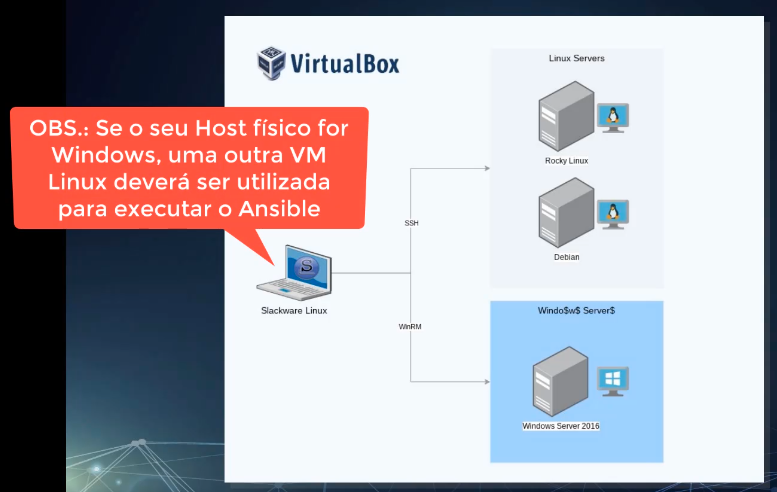 VirtualBox
OBS.: Se o seu Host físico for
Windows, uma outra VM
Linux deverá ser utilizada
para executar o Ansible
S
Slackware Linux
SSH
WinRM
Linux Servers
Rocky Linux
Debian
Windo$w$ Server$
Windows Server 2016